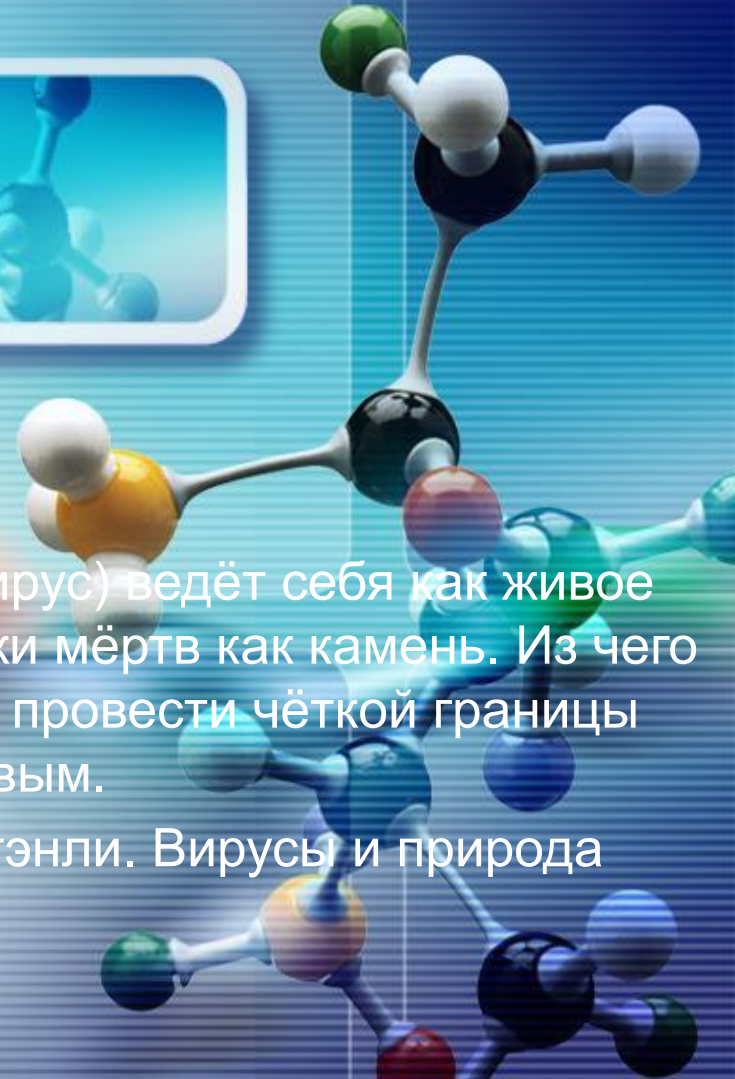 ирус) ведёт себя как живое
ки мёртв как камень. Из чего
провести чёткой границы
вым.
тэнли. Вирусы и природа